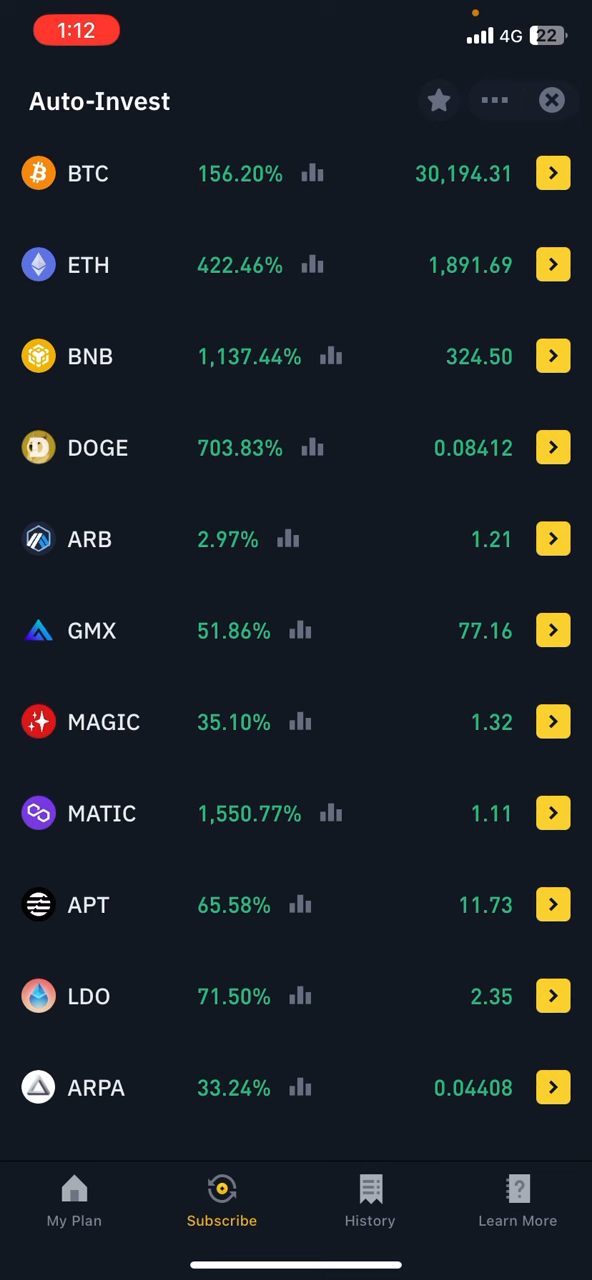 1:12 4G 22
Auto-Invest
BTC 156.20% 30,194.31
ETH 422.46% 1,891.69
BNB 1,137.44% 324.50
DOGE 703.83% 0.08412
ARB 2.97% 1.21
GMX 51.86% 77.16
MAGIC 35.10% 1.32
MATIC 1,550.77% 1.11
APT 65.58% 11.73
LDO 71.50% 2.35
ARPA 33.24% 0.04408
My Plan Subscribe History Learn More